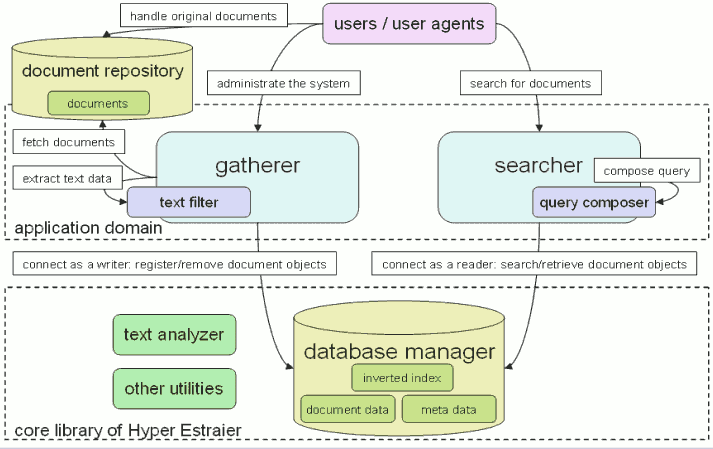 handle original documents
users / user agents
document repository
documents
administrate the system
search for documents
fetch documents
gatherer
searcher
extract text data
compose query
text filter
query composer
application domain
connect as a writer: register/remove document objects
connect as a reader: search/retrieve document objects
text analyzer
database manager
inverted index
other utilities
document data
meta data
core library of Hyper Estraier